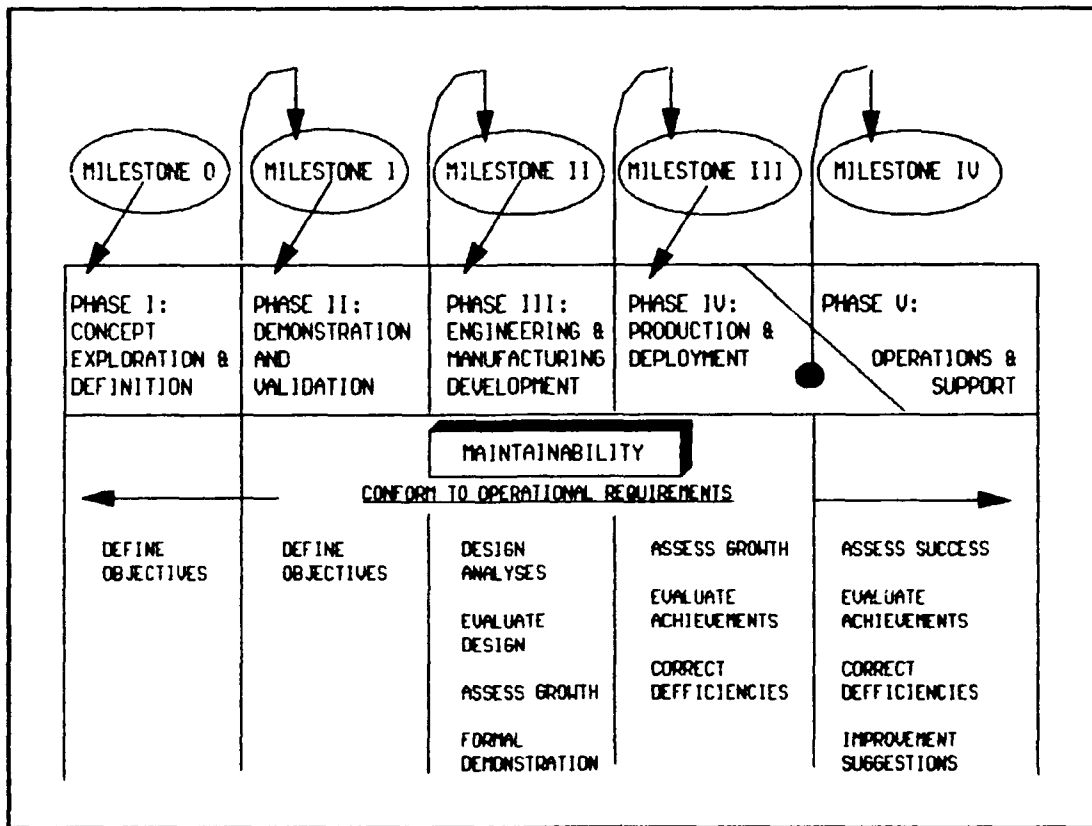 MILESTONE 0
MILESTONE I
MILESTONE II
MILESTONE III
MILESTONE IV
PHASE I:
CONCEPT
EXPLORATION &
DEFINITION
PHASE II:
DEMONSTRATION
AND
VALIDATION
PHASE III:
ENGINEERING &
MANUFACTURING
DEVELOPMENT
PHASE IV:
PRODUCTION &
DEPLOYMENT
PHASE V:
OPERATIONS &
SUPPORT
MAINTAINABILITY
CONFORM TO OPERATIONAL REQUIREMENTS
DEFINE
OBJECTIVES
DEFINE
OBJECTIVES
DESIGN
ANALYSES
EVALUATE
DESIGN
ASSESS GROWTH
FORMAL
DEMONSTRATION
ASSESS GROWTH
EVALUATE
ACHIEVEMENTS
CORRECT
DEFFICIENCIES
ASSESS SUCCESS
EVALUATE
ACHIEVEMENTS
CORRECT
DEFFICIENCIES
IMPROVEMENT
SUGGESTIONS